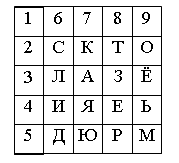 1 6 7 8 9
2 С К Т О
3 Л А З Ё
4 И Я Е Ь
5 Д Ю Р М